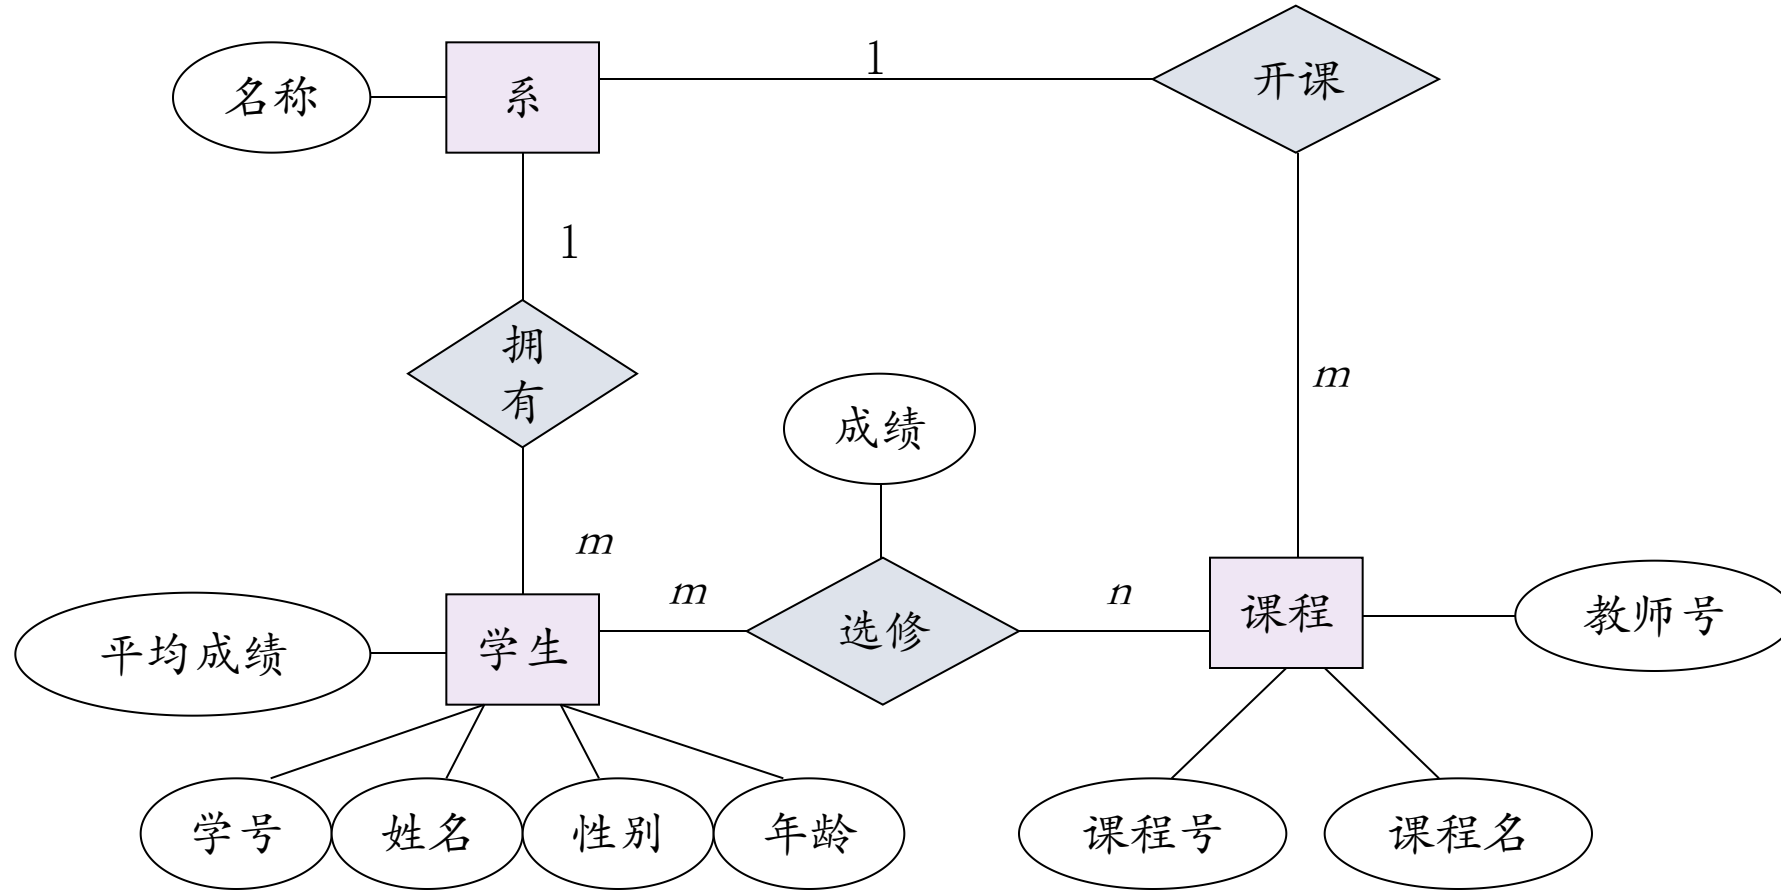 名称
系
1
开课
1
拥
有
m
成绩
m
m
n
平均成绩
学生
选修
课程
教师号
学号
姓名
性别
年龄
课程号
课程名